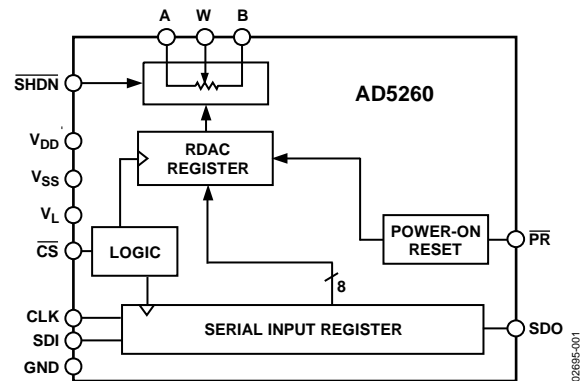 A W B
SHDN
AD5260
VDD
RDAC
REGISTER
VSS
VL
POWER-ON
RESET
PR
CS
LOGIC
8
CLK
SERIAL INPUT REGISTER
SDO
SDI
GND
02695-001